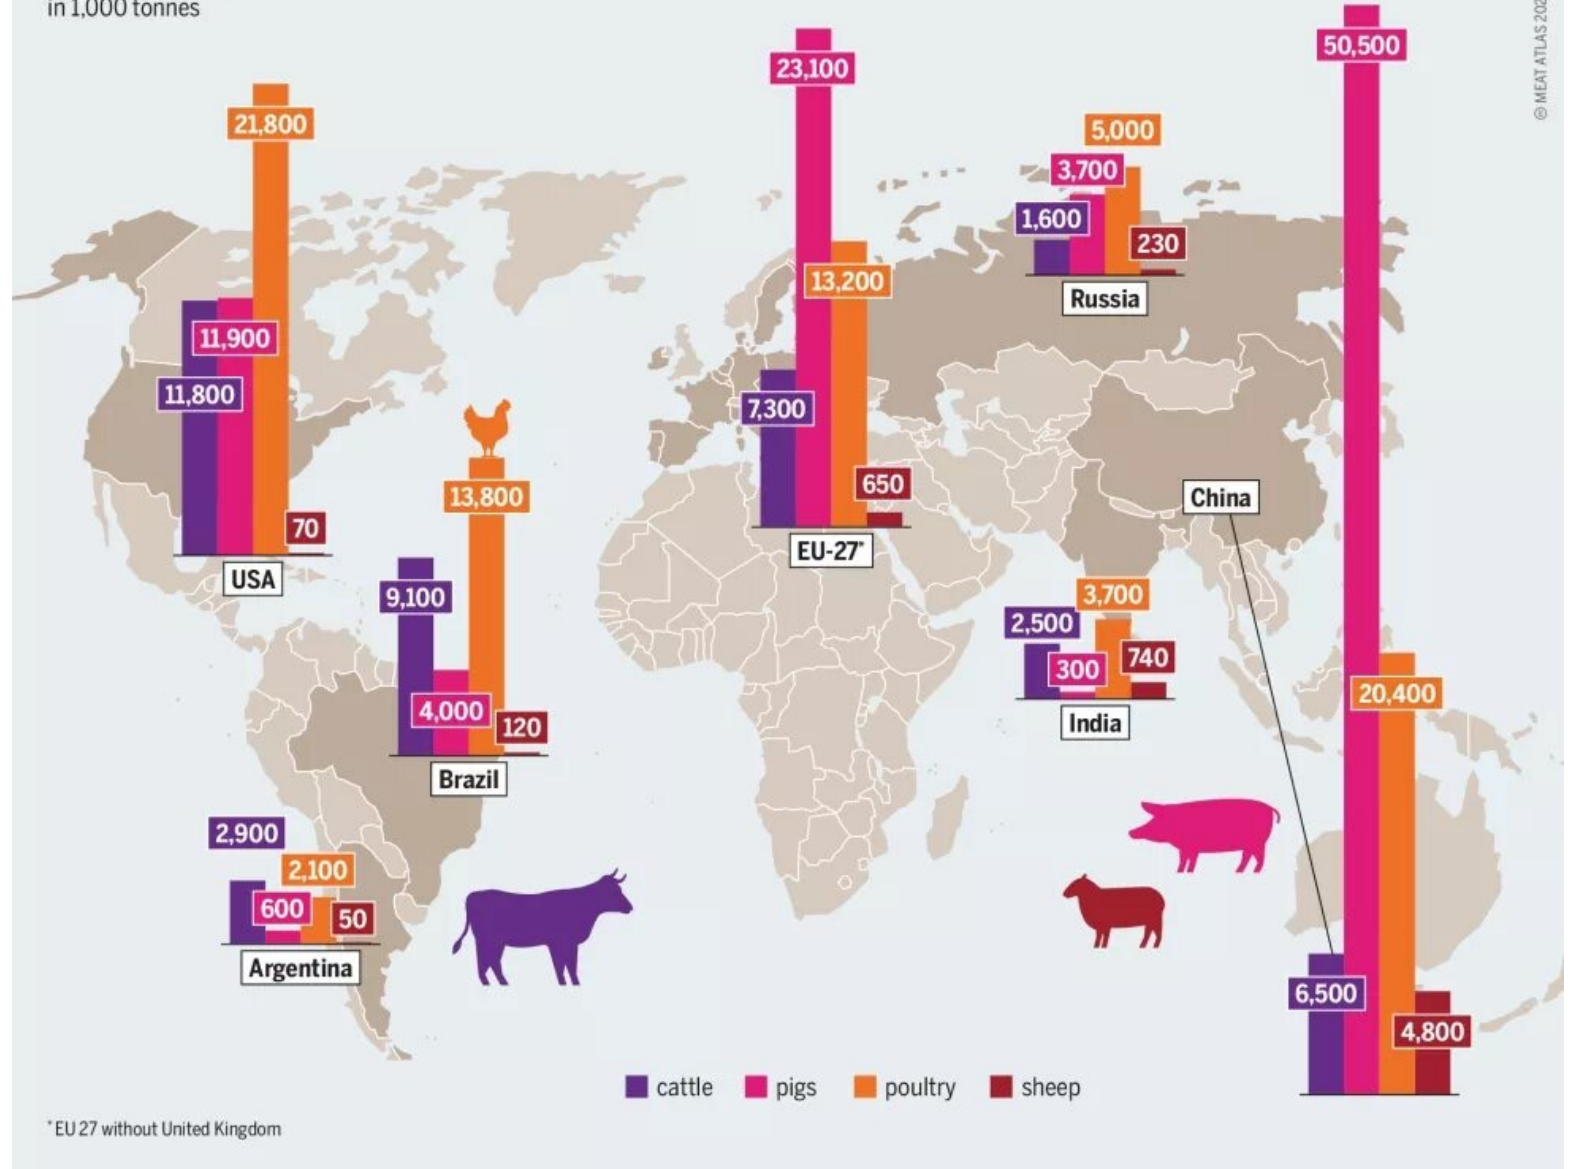 in 1,000 tonnes
© MEAT ATLAS 202
50,500
23,100
21,800
5,000
3,700
1,600
230
Russia
13,200
11,900
11,800
7,300
650
EU-27*
13,800
70
USA
China
9,100
4,000
120
Brazil
3,700
2,500
300
740
India
20,400
2,900
2,100
600
50
Argentina
6,500
4,800
cattle pigs poultry sheep
* EU 27 without United Kingdom